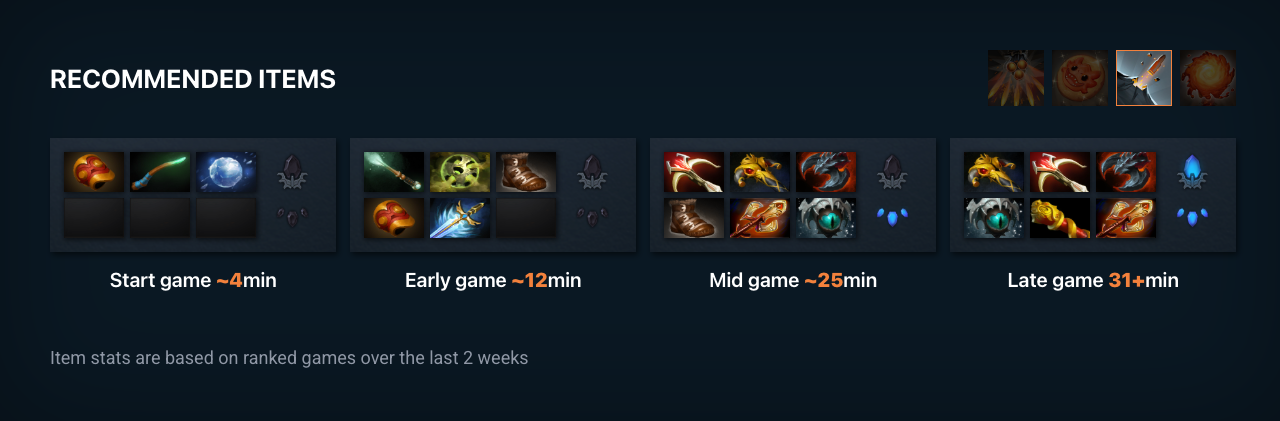 RECOMMENDED ITEMS
Start game ~4min
Early game ~12min
Mid game ~25min
Late game 31+min
Item stats are based on ranked games over the last 2 weeks